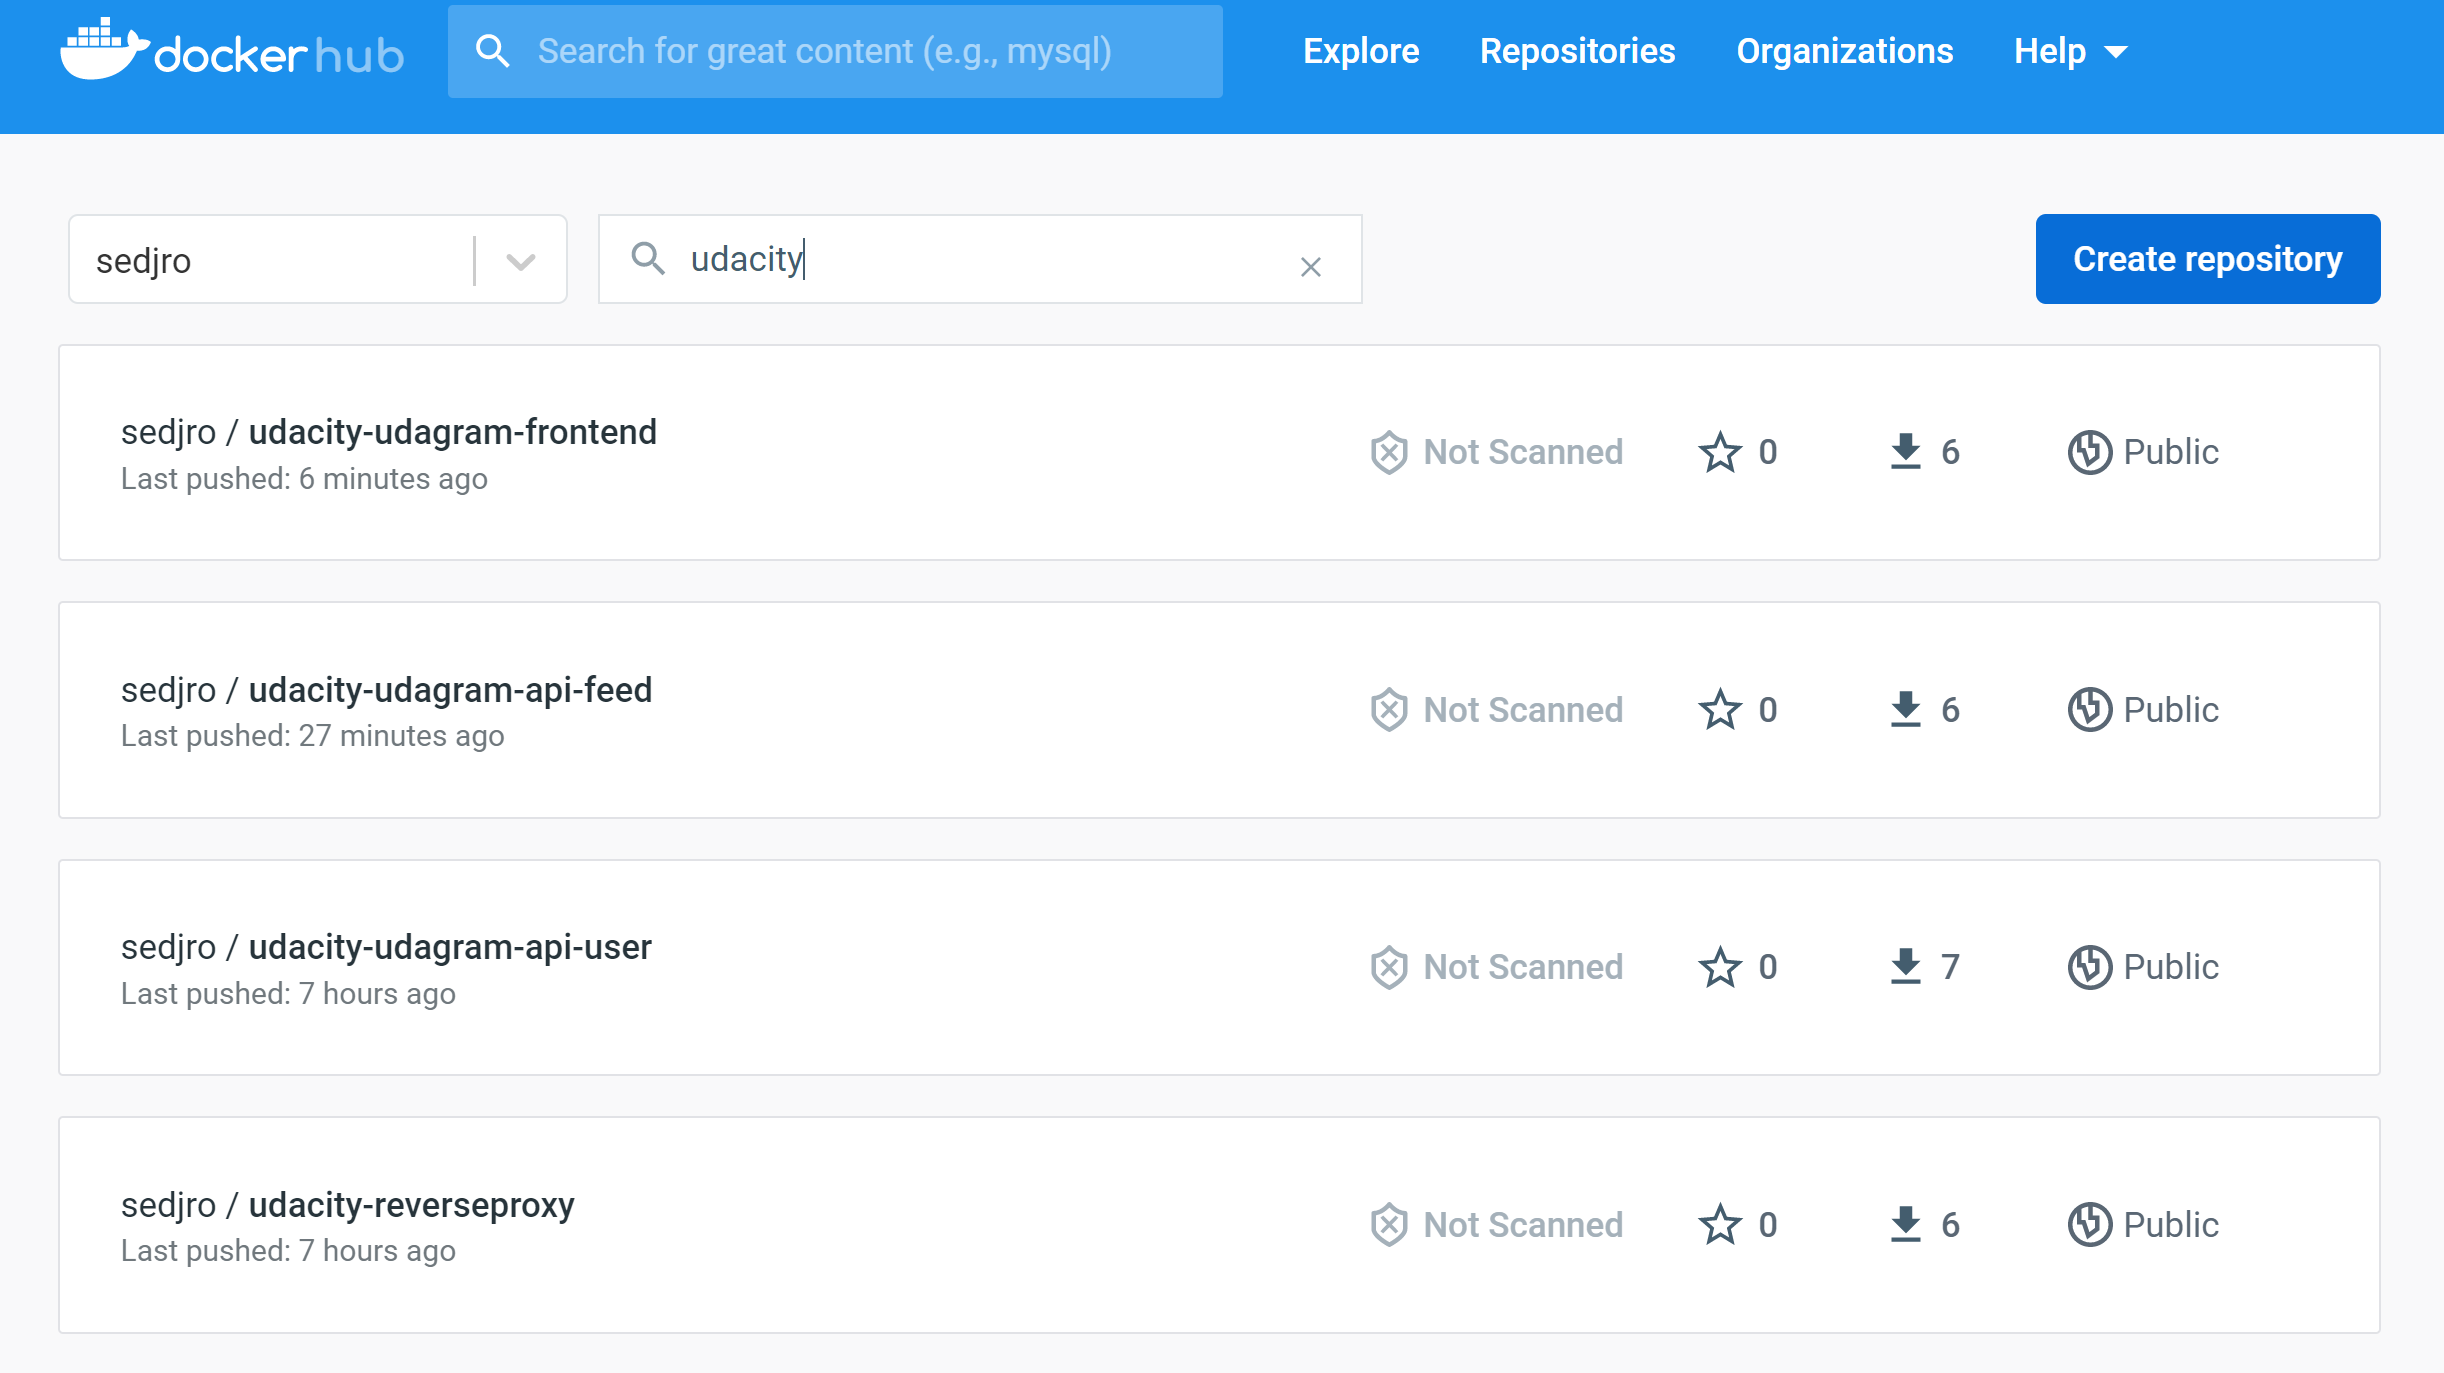 docker hub
Search for great content (e.g., mysql)
Explore
Repositories
Organizations
Help
sedjro
udacity
Create repository
sedjro / udacity-udagram-frontend
Last pushed: 6 minutes ago
Not Scanned
0
6
Public
sedjro / udacity-udagram-api-feed
Last pushed: 27 minutes ago
Not Scanned
0
6
Public
sedjro / udacity-udagram-api-user
Last pushed: 7 hours ago
Not Scanned
0
7
Public
sedjro / udacity-reverseproxy
Last pushed: 7 hours ago
Not Scanned
0
6
Public